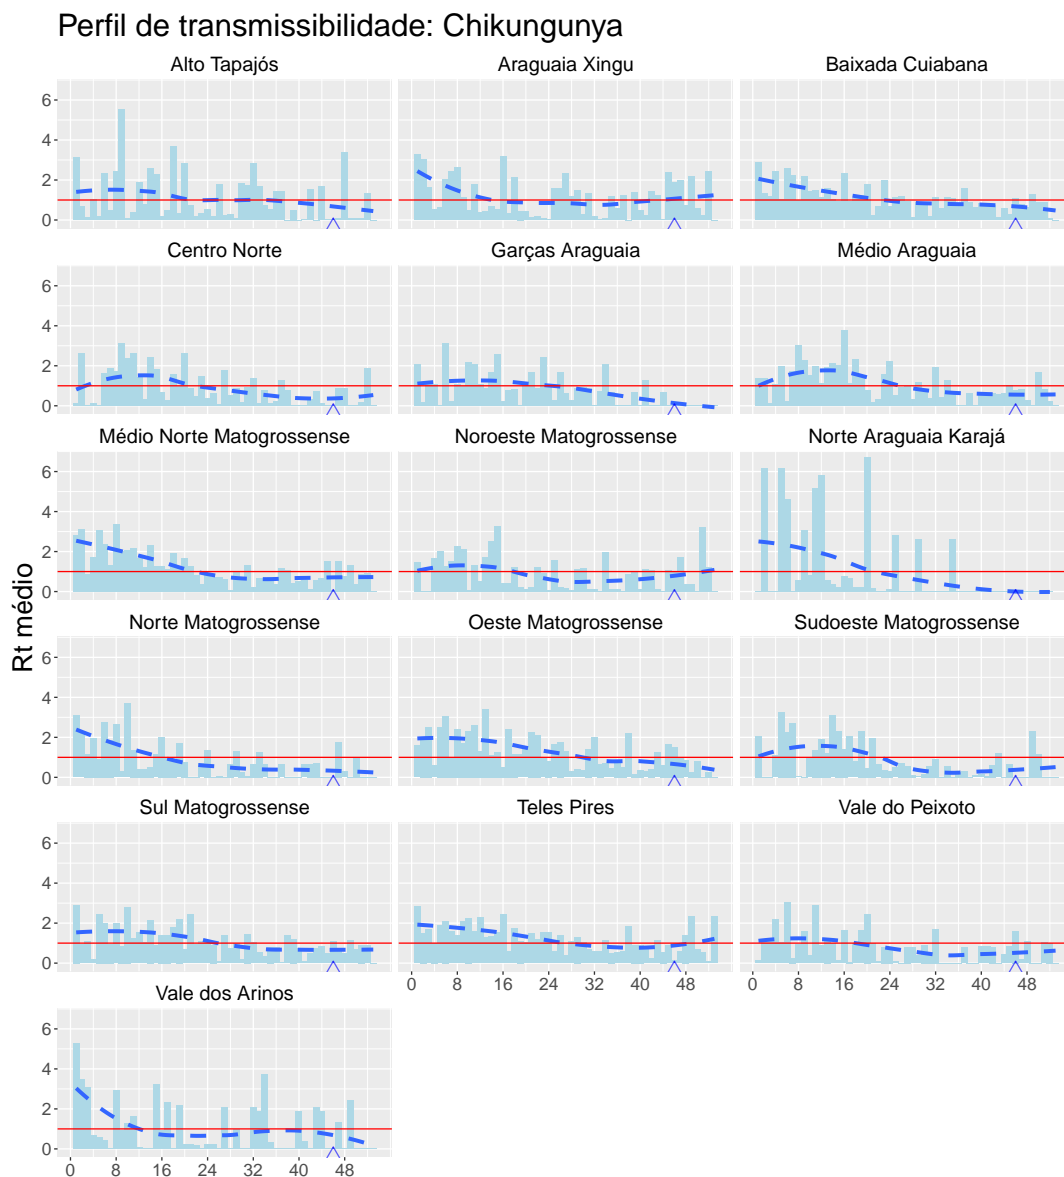 Perfil de transmissibilidade: Chikungunya
Alto Tapajós Araguaia Xingu Baixada Cuiabana
6
4
2
0
Centro Norte Garças Araguaia Médio Araguaia
6
4
2
0
Médio Norte Matogrossense Noroeste Matogrossense Norte Araguaia Karajá
6
4
2
0
Rt médio
Norte Matogrossense Oeste Matogrossense Sudoeste Matogrossense
6
4
2
0
Sul Matogrossense Teles Pires Vale do Peixoto
6
4
2
0
0 8 16 24 32 40 48 0 8 16 24 32 40 48
Vale dos Arinos
6
4
2
0
0 8 16 24 32 40 48